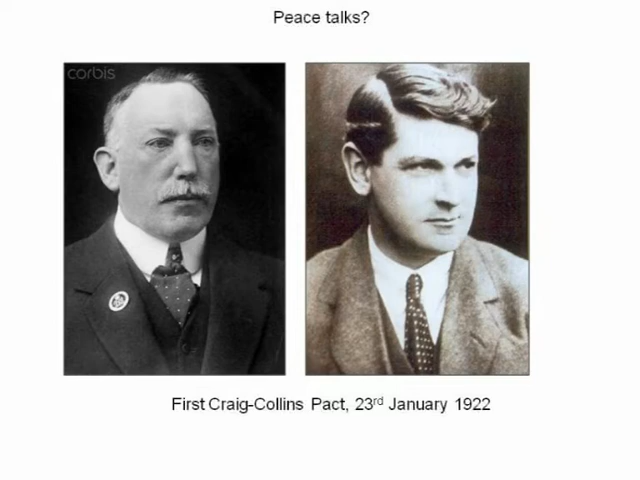 Peace talks?
corbis
First Craig-Collins Pact, 23rd January 1922